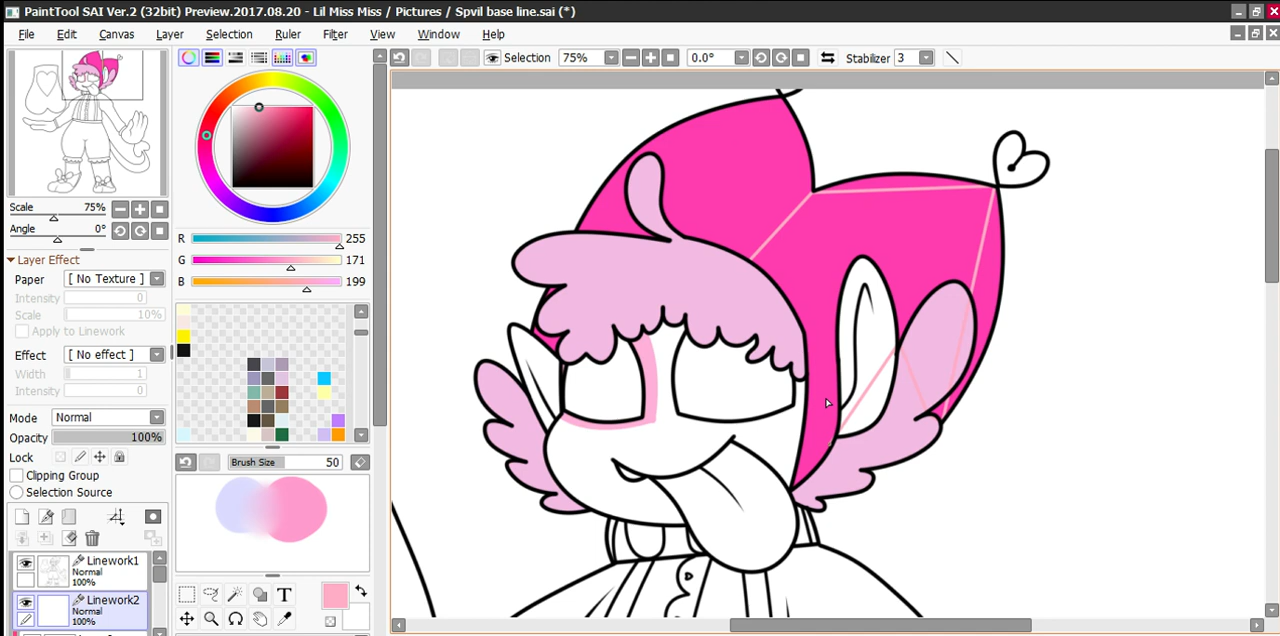 PaintTool SAI Ver.2 (32bit) Preview.2017.08.20 - Lil Miss Miss / Pictures / Spvil base line.sai (*)
File Edit Canvas Layer Selection Ruler Filter View Window Help
Selection 75% 0.0° Stabilizer 3
Scale 75%
Angle 0°
Layer Effect
Paper [ No Texture ]
Intensity 0
Scale 10%
Apply to Linework
Effect [ No effect ]
Width 1
Intensity 0
Mode Normal
Opacity 100%
Lock
Clipping Group
Selection Source
Linework1
Normal
100%
Linework2
Normal
100%
R 255
G 171
B 199
Brush Size 50
T